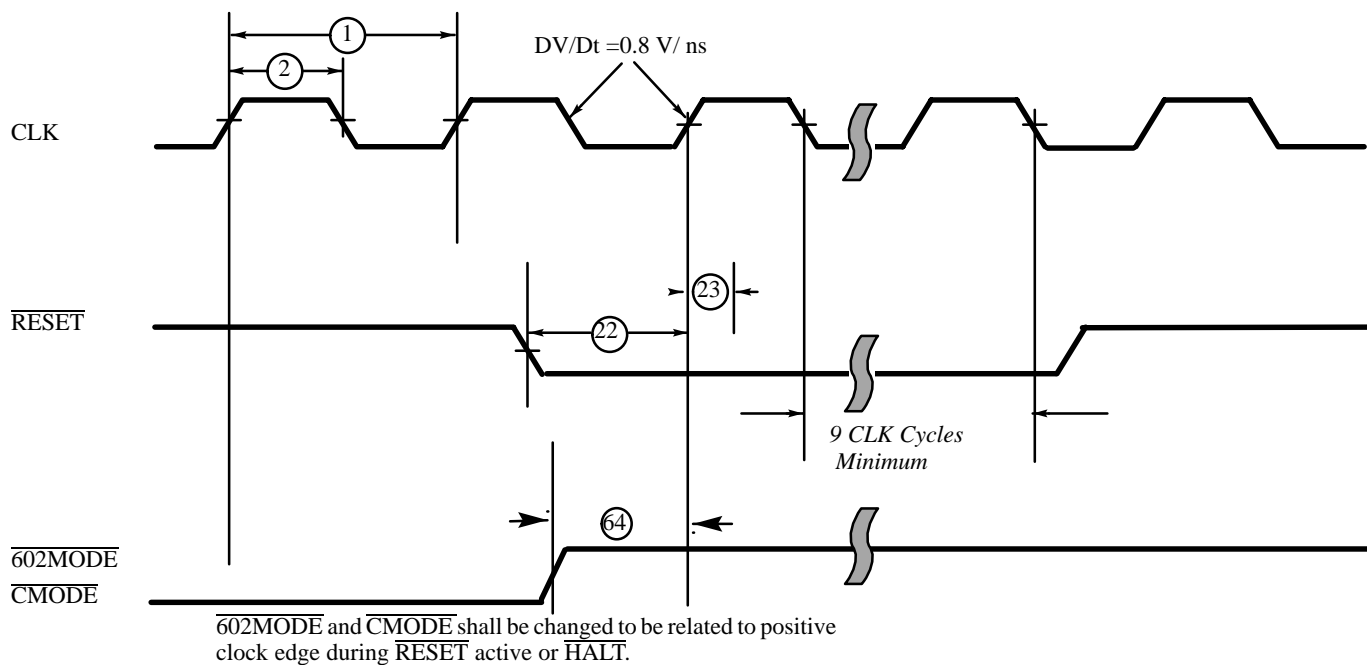 1
2
DV/Dt =0.8 V/ ns
CLK
23
RESET
22
9 CLK Cycles
Minimum
64
602MODE
CMODE
602MODE and CMODE shall be changed to be related to positive
clock edge during RESET active or HALT.